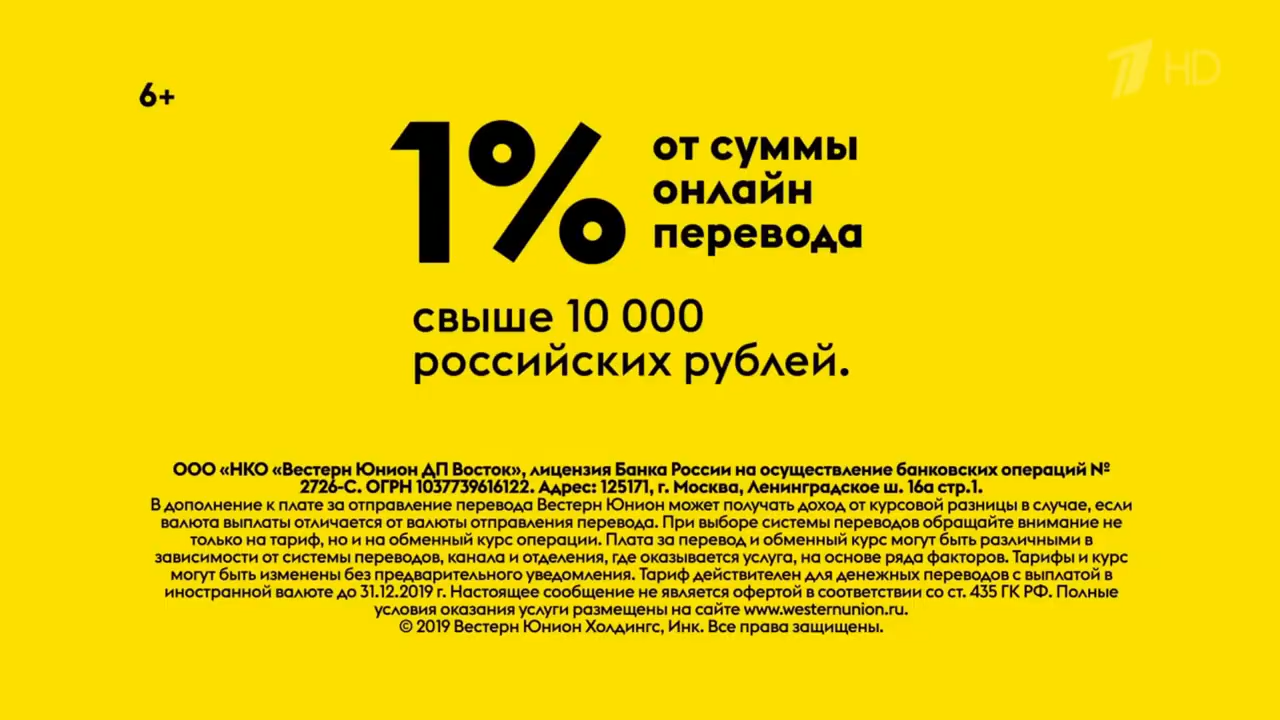 6+
HD
1%
от суммы
онлайн
перевода
свыше 10 000
российских рублей.
ООО «НКО «Вестерн Юнион ДП Восток», лицензия Банка России на осуществление банковских операций №
2726-С. ОГРН 1037739616122. Адрес: 125171, г. Москва, Ленинградское ш. 16а стр.1.
В дополнение к плате за отправление перевода Вестерн Юнион может получать доход от курсовой разницы в случае, если
валюта выплаты отличается от валюты отправления перевода. При выборе системы переводов обращайте внимание не
только на тариф, но и на обменный курс операции. Плата за перевод и обменный курс могут быть различными в
зависимости от системы переводов, канала и отделения, где оказывается услуга, на основе ряда факторов. Тарифы и курс
могут быть изменены без предварительного уведомления. Тариф действителен для денежных переводов с выплатой в
иностранной валюте до 31.12.2019 г. Настоящее сообщение не является офертой в соответствии со ст. 435 ГК РФ. Полные
условия оказания услуги размещены на сайте www.westernunion.ru.
© 2019 Вестерн Юнион Холдингс, Инк. Все права защищены.